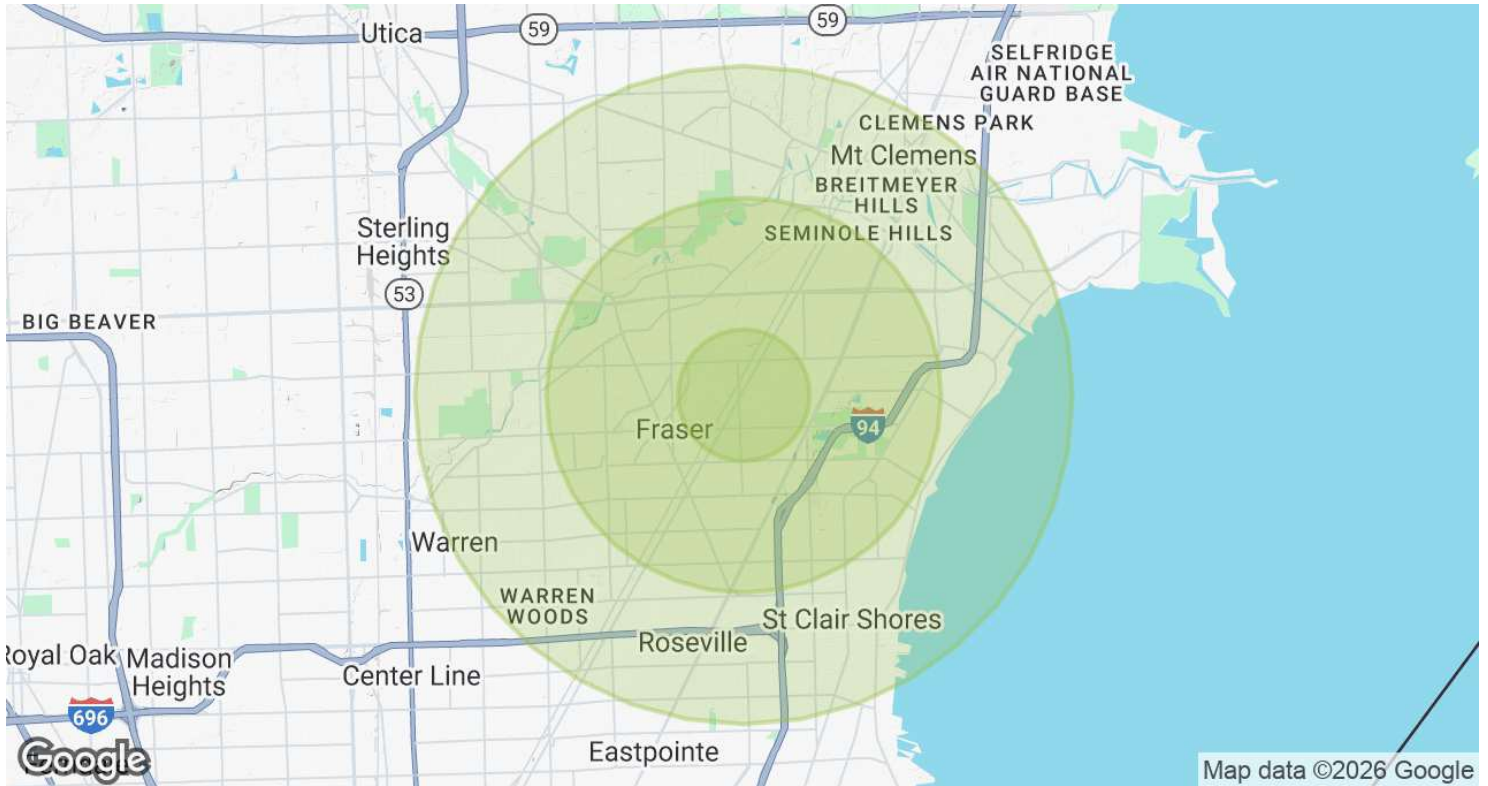 Utica
59
59
SELFRIDGE
AIR NATIONAL
GUARD BASE
CLEMENS PARK
Mt Clemens
BREITMEYER
HILLS
SEMINOLE HILLS
Sterling
Heights
53
BIG BEAVER
Fraser
94
Warren
WARREN
WOODS
St Clair Shores
Roseville
Royal Oak
Madison
Heights
Center Line
696
Eastpointe
Google
Map data ©2026 Google